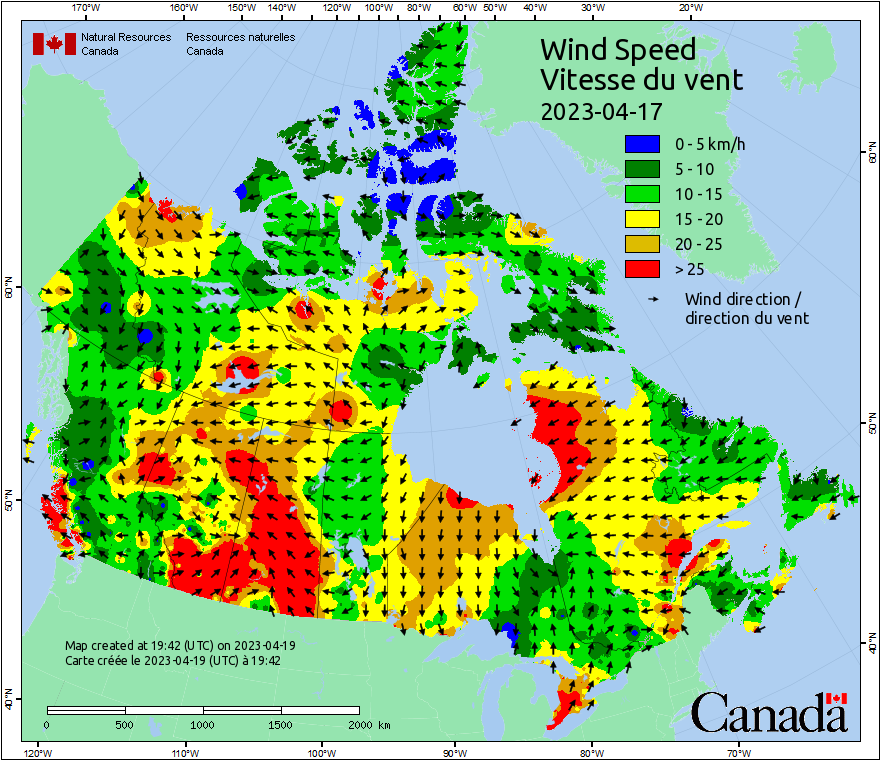 170°W 160°W 150°W 140°W 130°W 120°W 110°W 100°W 90°W 80°W 70°W 60°W 50°W 40°W 30°W 20°W
Natural Resources Canada
Ressources naturelles Canada
Wind Speed
Vitesse du vent
2023-04-17
0 - 5 km/h
5 - 10
10 - 15
15 - 20
20 - 25
> 25
Wind direction /
direction du vent
60°N
50°N
40°N
60°N
50°N
40°N
Map created at 19:42 (UTC) on 2023-04-19
Carte créée le 2023-04-19 (UTC) à 19:42
0 500 1000 1500 2000 km
Canada
120°W 110°W 100°W 90°W 80°W 70°W